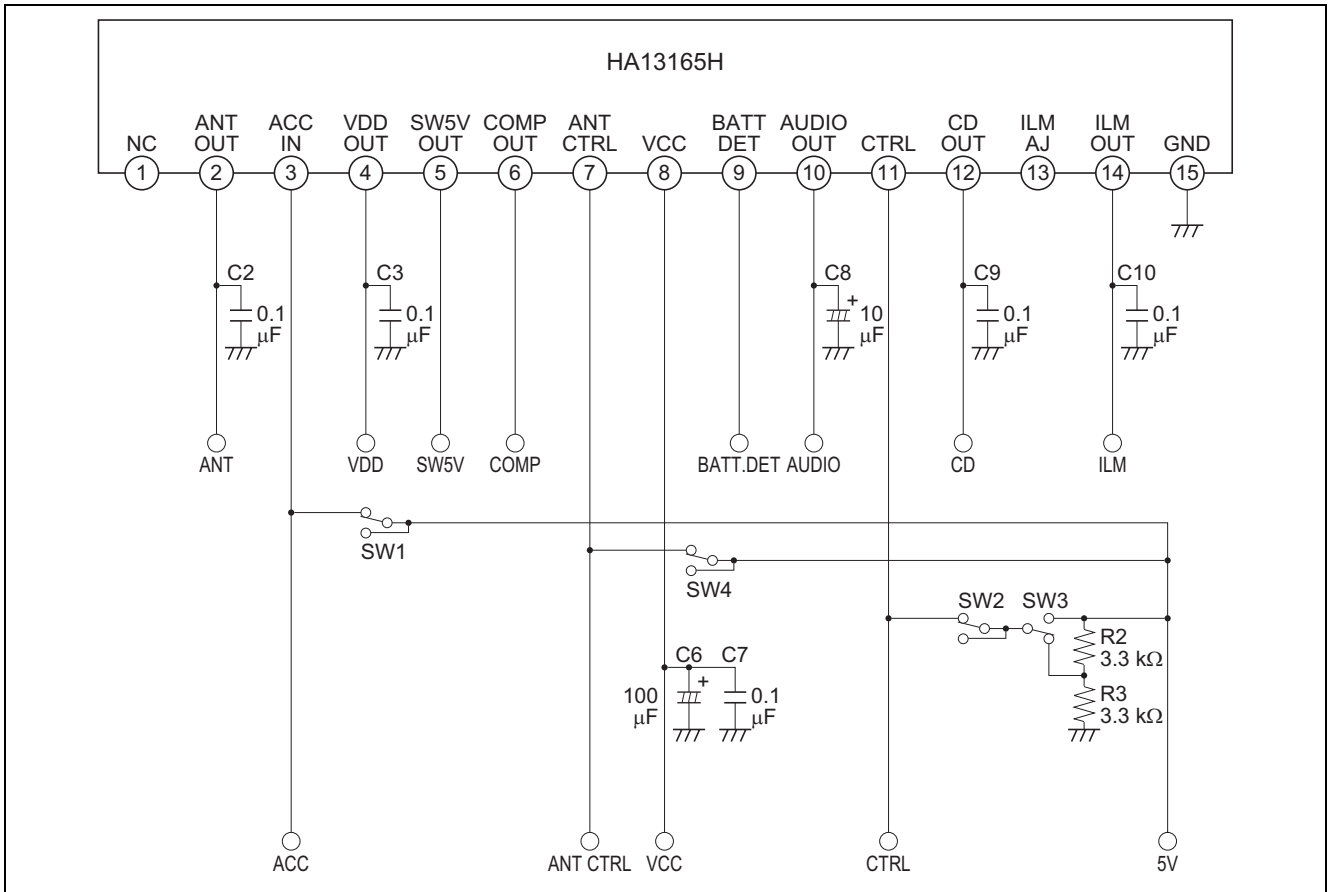 HA13165H
NC
ANT
OUT
ACC
IN
VDD
OUT
SW5V
OUT
COMP
OUT
ANT
CTRL
VCC
BATT
DET
AUDIO
OUT
CTRL
CD
OUT
ILM
AJ
ILM
OUT
GND
1
2
3
4
5
6
7
8
9
10
11
12
13
14
15
C2
0.1
μF
C3
0.1
μF
C8
+
10
μF
C9
0.1
μF
C10
0.1
μF
ANT
VDD
SW5V
COMP
BATT.DET
AUDIO
CD
ILM
SW1
SW4
SW2
SW3
R2
3.3 kΩ
R3
3.3 kΩ
C6
+
100
μF
C7
0.1
μF
ACC
ANT CTRL
VCC
CTRL
5V